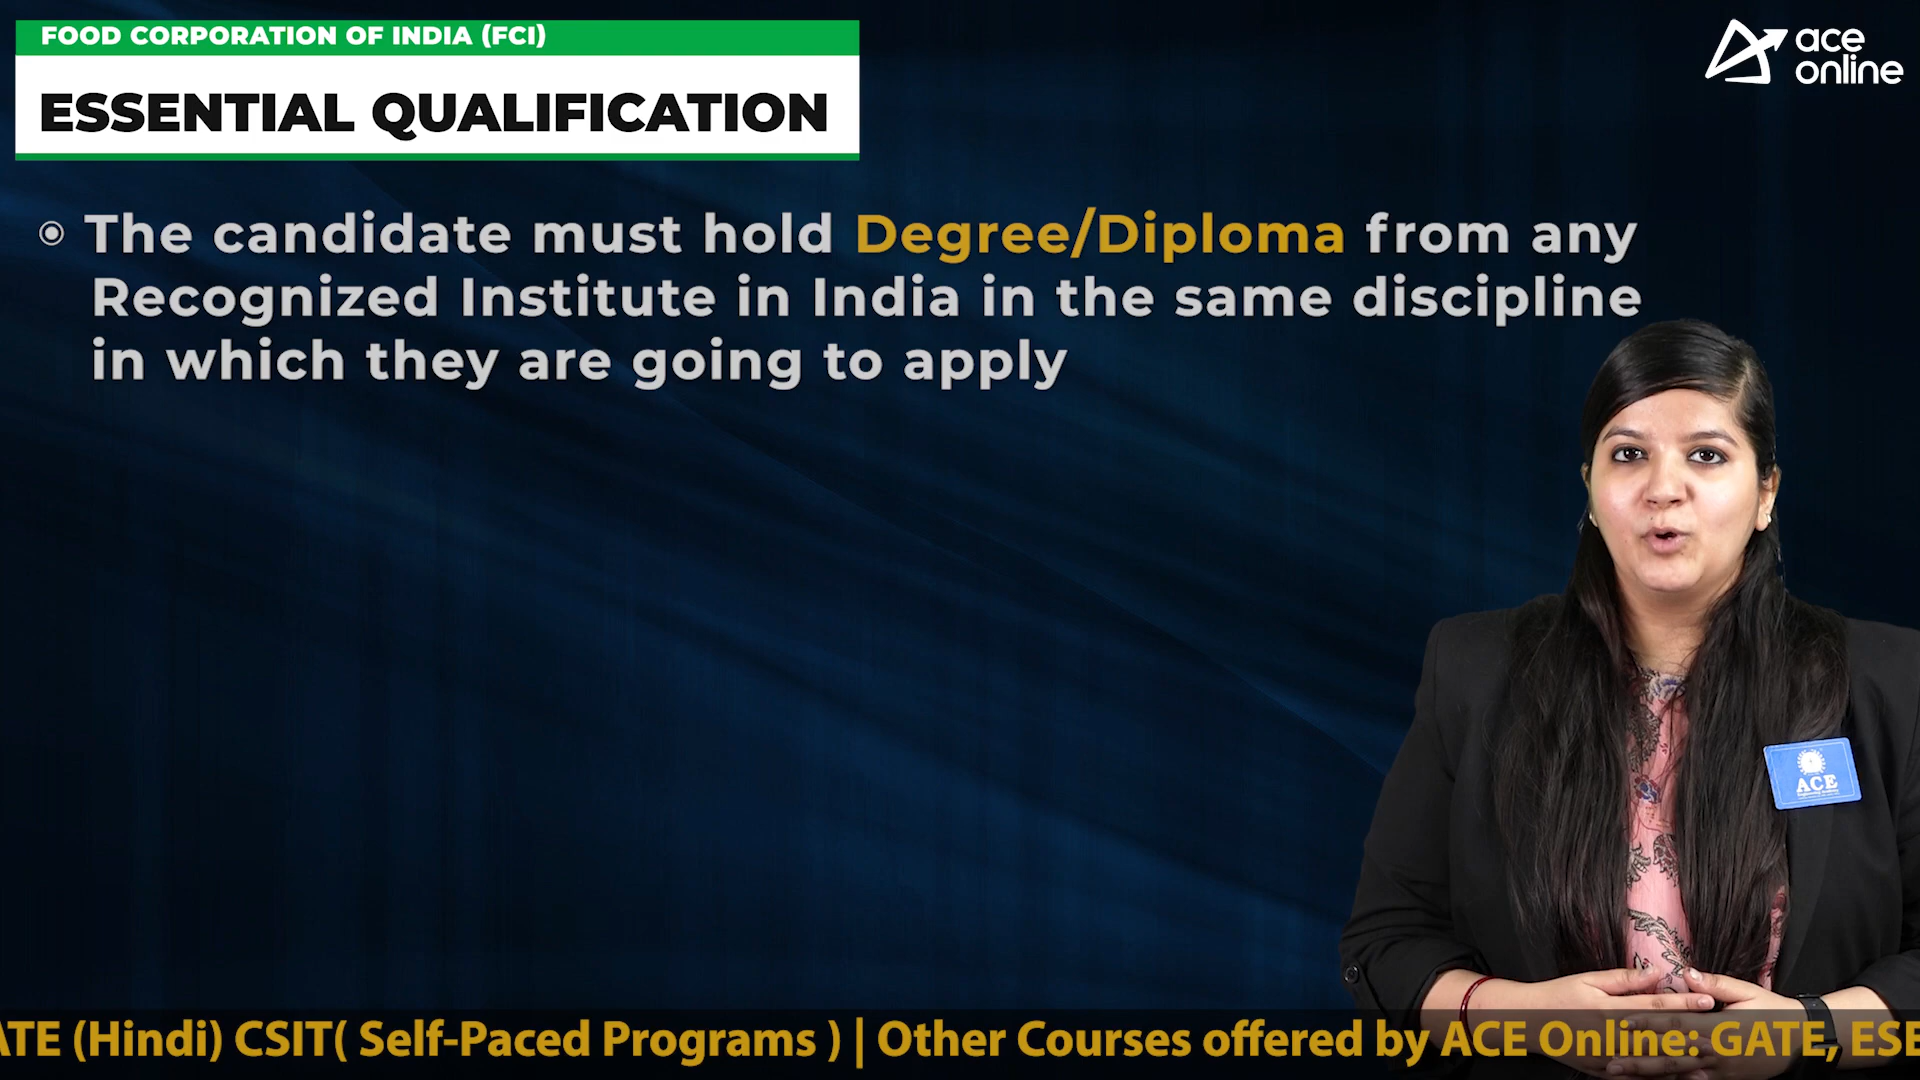 FOOD CORPORATION OF INDIA (FCI)
ESSENTIAL QUALIFICATION
ace
online
The candidate must hold Degree/Diploma from any
Recognized Institute in India in the same discipline
in which they are going to apply
ACE
ATE (Hindi) CSIT( Self-Paced Programs ) | Other Courses offered by ACE Online: GATE, ESE